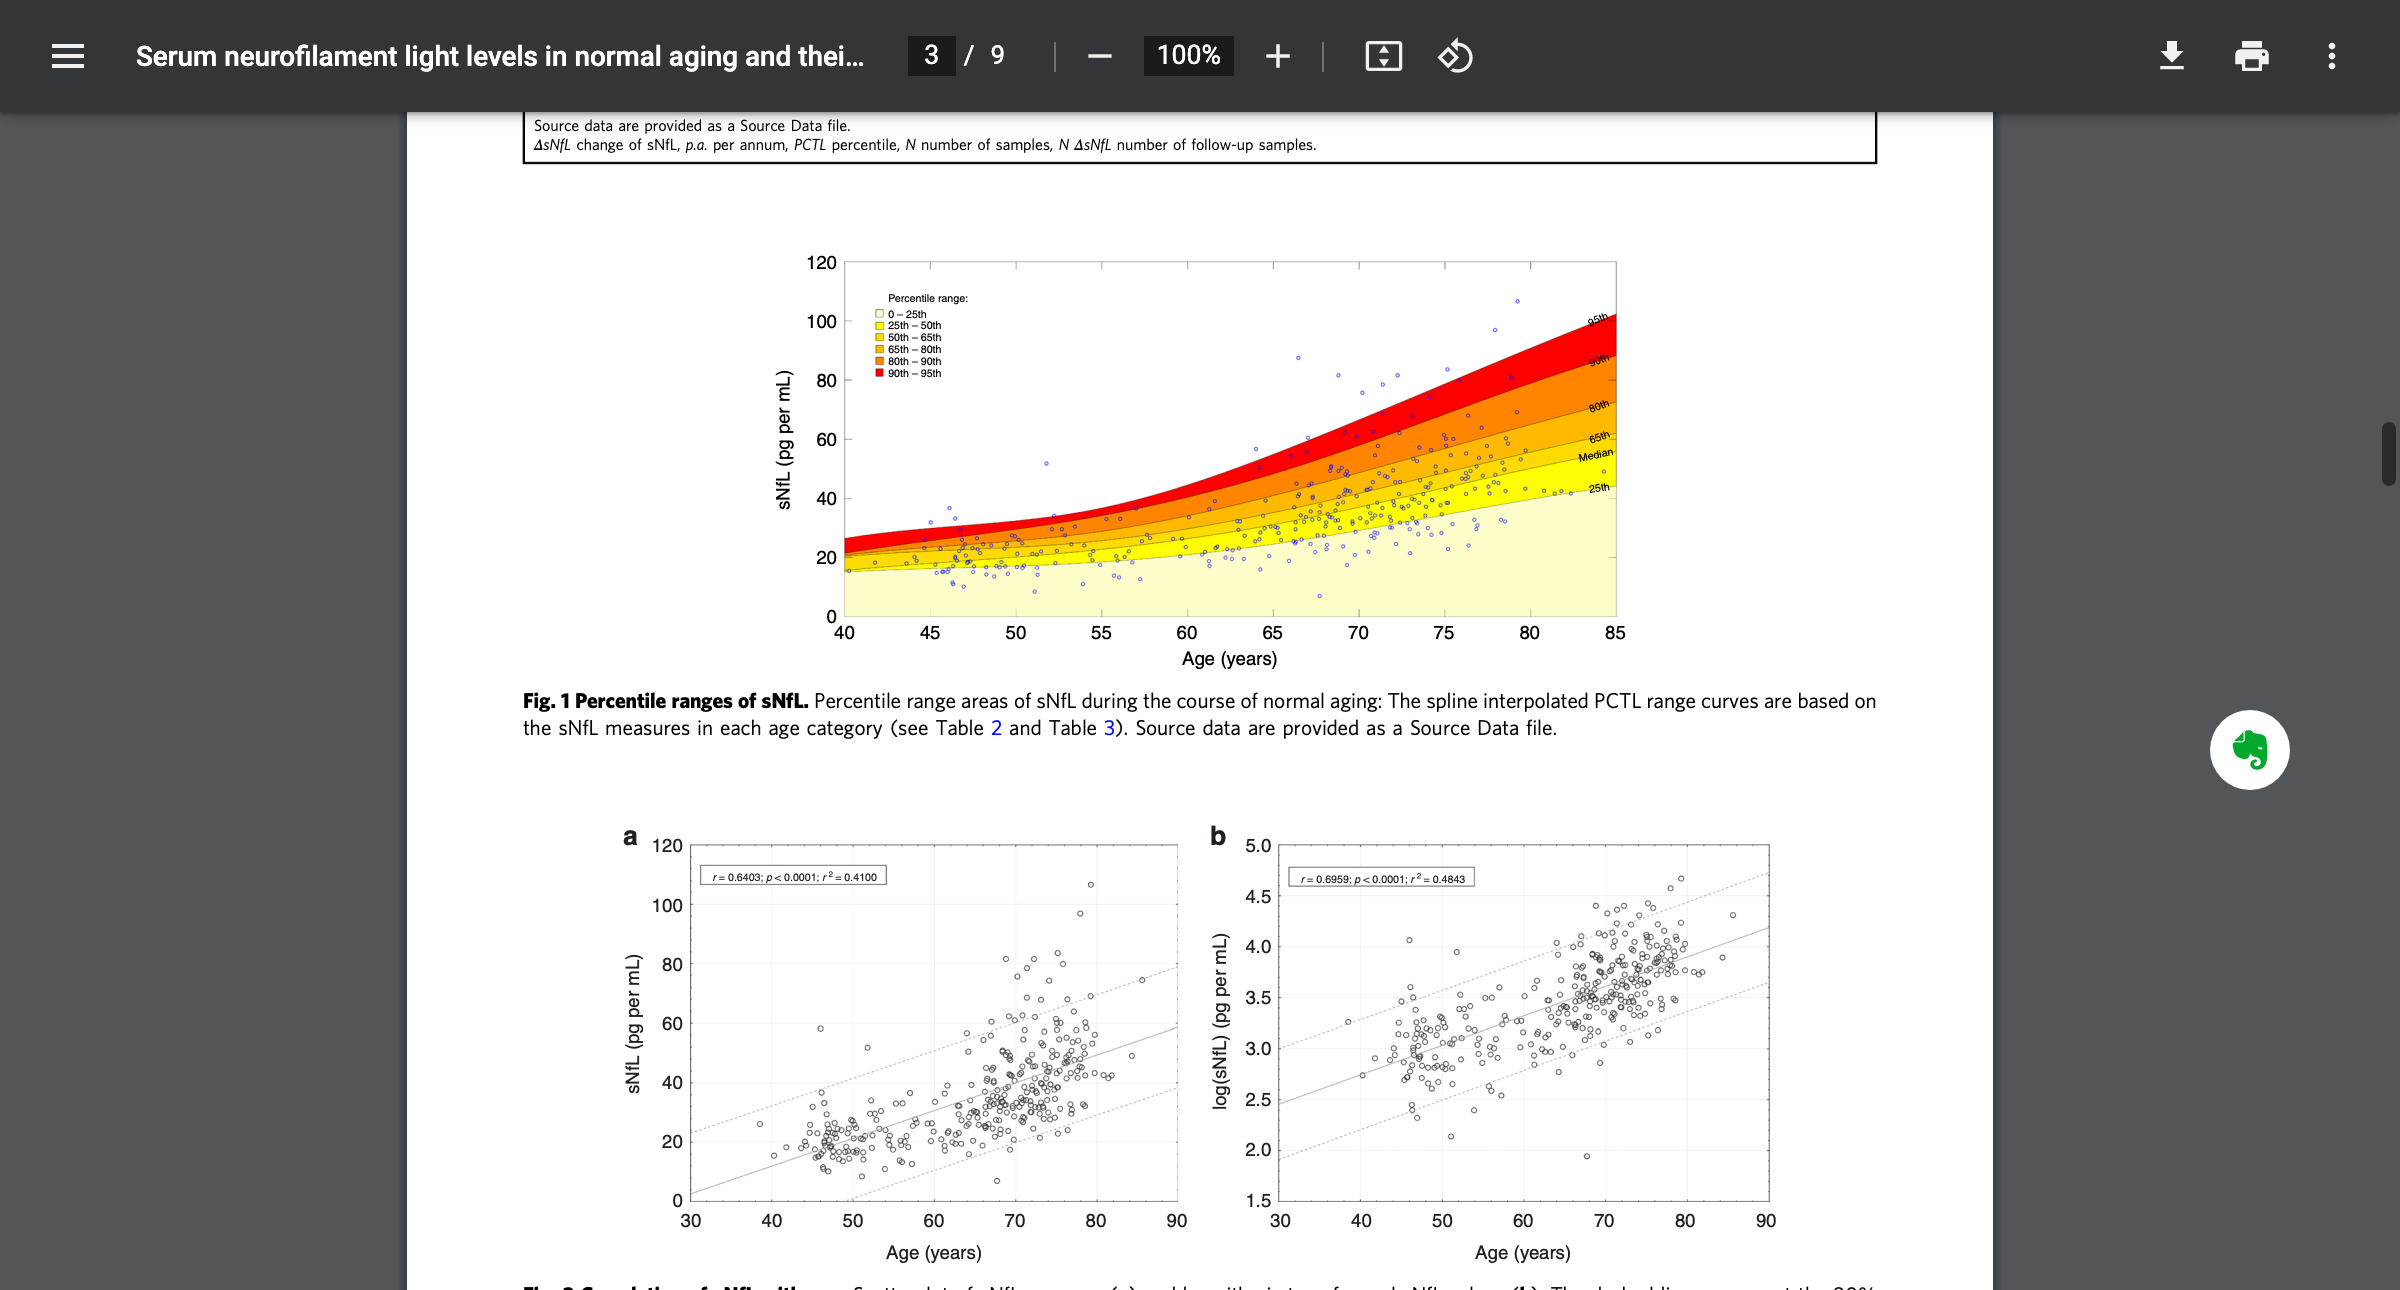 Serum neurofilament light levels in normal aging and thei...
3 / 9
100%
Source data are provided as a Source Data file.
ΔsNfL change of sNfL, p.a. per annum, PCTL percentile, N number of samples, N ΔsNfL number of follow-up samples.
120
100
80
60
40
20
0
sNfL (pg per mL)
Percentile range:
0 – 25th
25th – 50th
50th – 65th
65th – 80th
80th – 90th
90th – 95th
95th
90th
80th
65th
Median
25th
40 45 50 55 60 65 70 75 80 85
Age (years)
Fig. 1 Percentile ranges of sNfL. Percentile range areas of sNfL during the course of normal aging: The spline interpolated PCTL range curves are based on
the sNfL measures in each age category (see Table 2 and Table 3). Source data are provided as a Source Data file.
a
120
100
80
60
40
20
0
sNfL (pg per mL)
r = 0.6403; p < 0.0001; r² = 0.4100
30 40 50 60 70 80 90
Age (years)
b
5.0
4.5
4.0
3.5
3.0
2.5
2.0
1.5
log(sNfL) (pg per mL)
r = 0.6959; p < 0.0001; r² = 0.4843
30 40 50 60 70 80 90
Age (years)